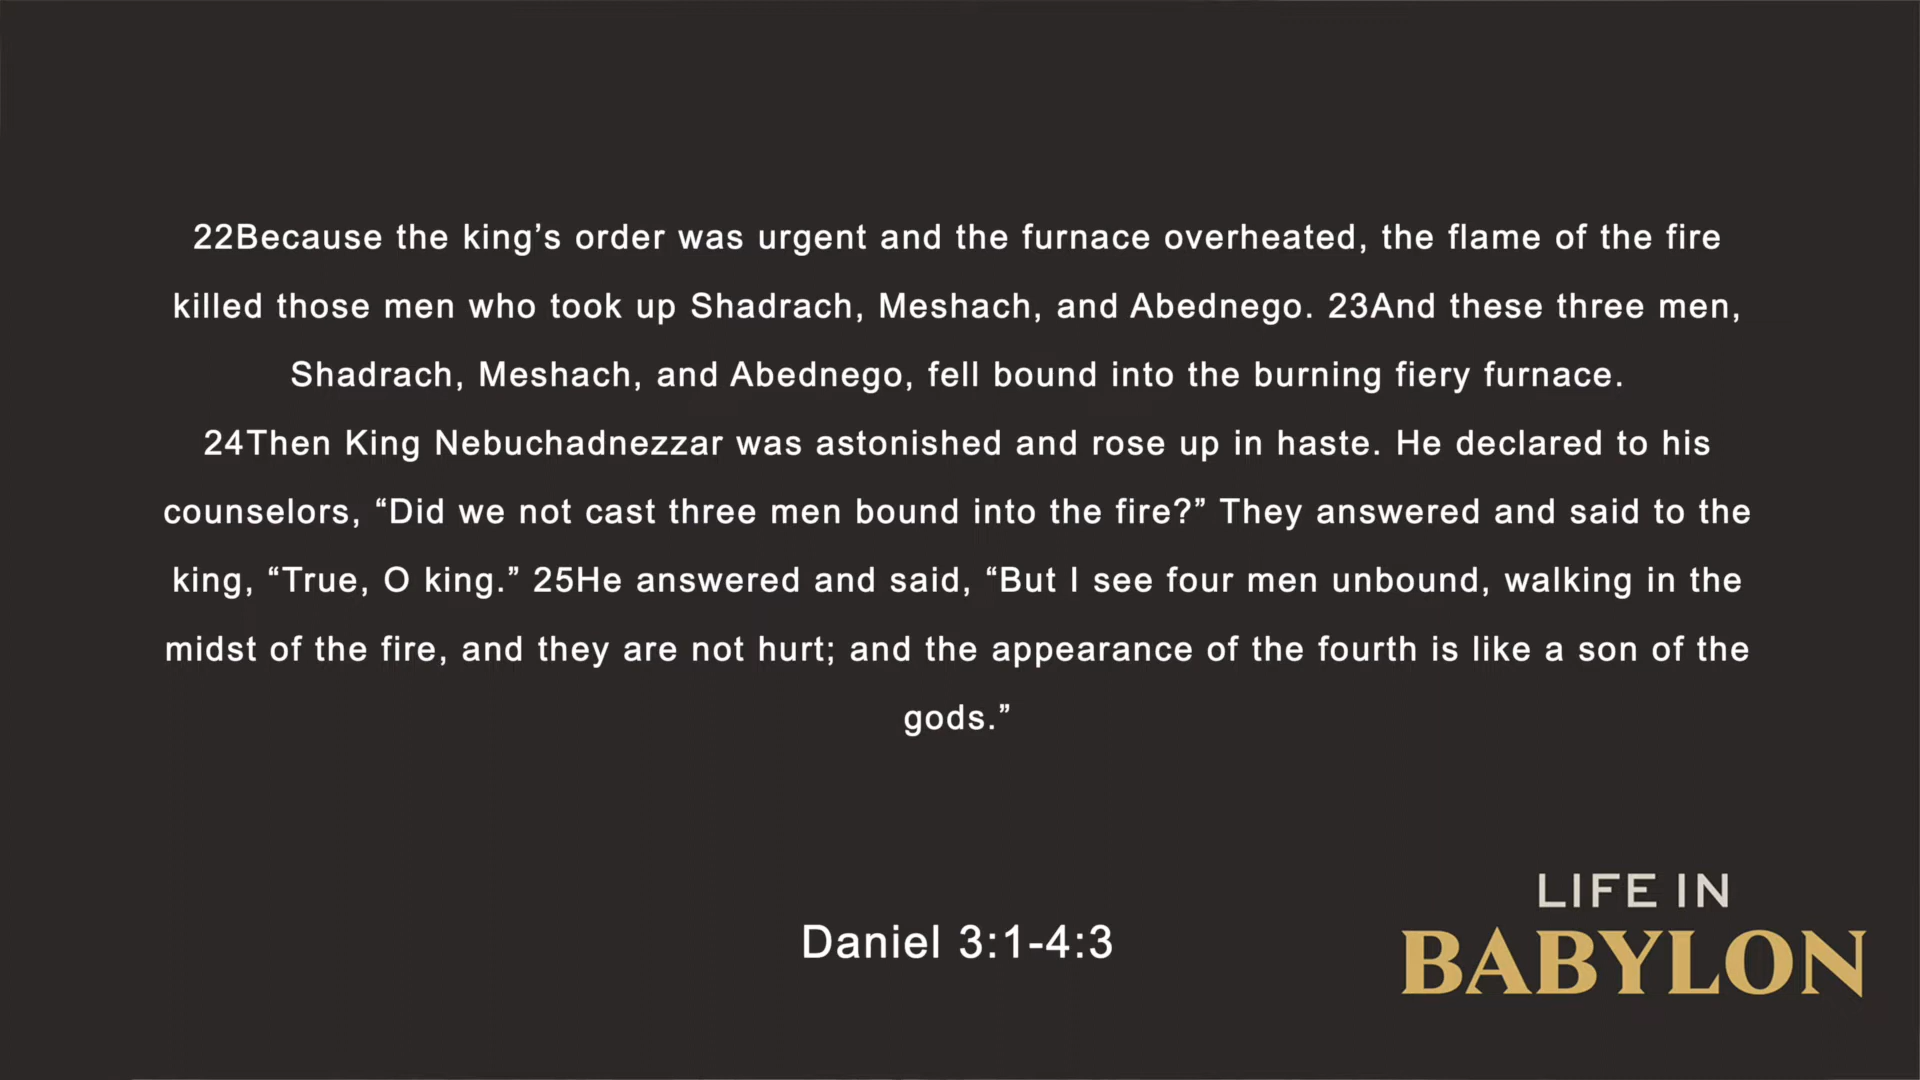 22Because the king’s order was urgent and the furnace overheated, the flame of the fire
killed those men who took up Shadrach, Meshach, and Abednego. 23And these three men,
Shadrach, Meshach, and Abednego, fell bound into the burning fiery furnace.
24Then King Nebuchadnezzar was astonished and rose up in haste. He declared to his
counselors, “Did we not cast three men bound into the fire?” They answered and said to the
king, “True, O king.” 25He answered and said, “But I see four men unbound, walking in the
midst of the fire, and they are not hurt; and the appearance of the fourth is like a son of the
gods.”
Daniel 3:1-4:3
LIFE IN
BABYLON